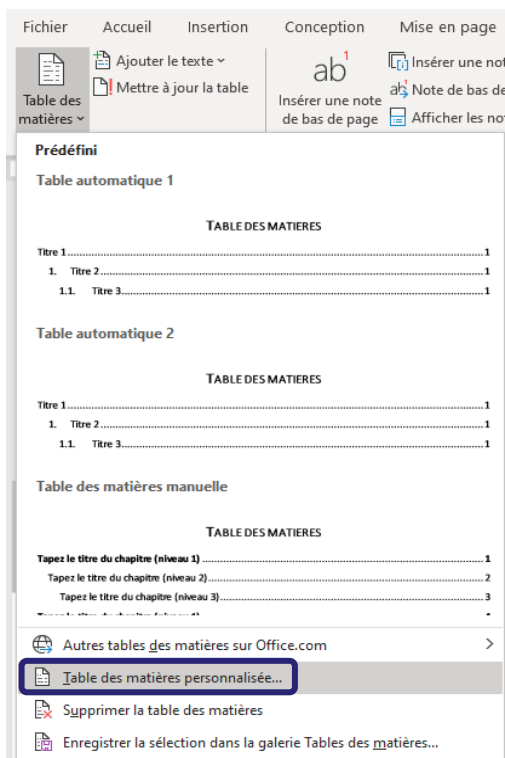 Fichier Accueil Insertion Conception Mise en page
Ajouter le texte
Mettre à jour la table
Table des
matières
ab1
Insérer une note
de bas de page
[i] Insérer une not
ab Note de bas de
Afficher les no
Prédéfini
Table automatique 1
TABLE DES MATIERES
Titre 1 1
1. Titre 2 1
1.1. Titre 3 1
Table automatique 2
TABLE DES MATIERES
Titre 1 1
1. Titre 2 1
1.1. Titre 3 1
Table des matières manuelle
TABLE DES MATIERES
Tapez le titre du chapitre (niveau 1) 1
Tapez le titre du chapitre (niveau 2) 2
Tapez le titre du chapitre (niveau 3) 3
Autres tables des matières sur Office.com
Table des matières personnalisée...
Supprimer la table des matières
Enregistrer la sélection dans la galerie Tables des matières...